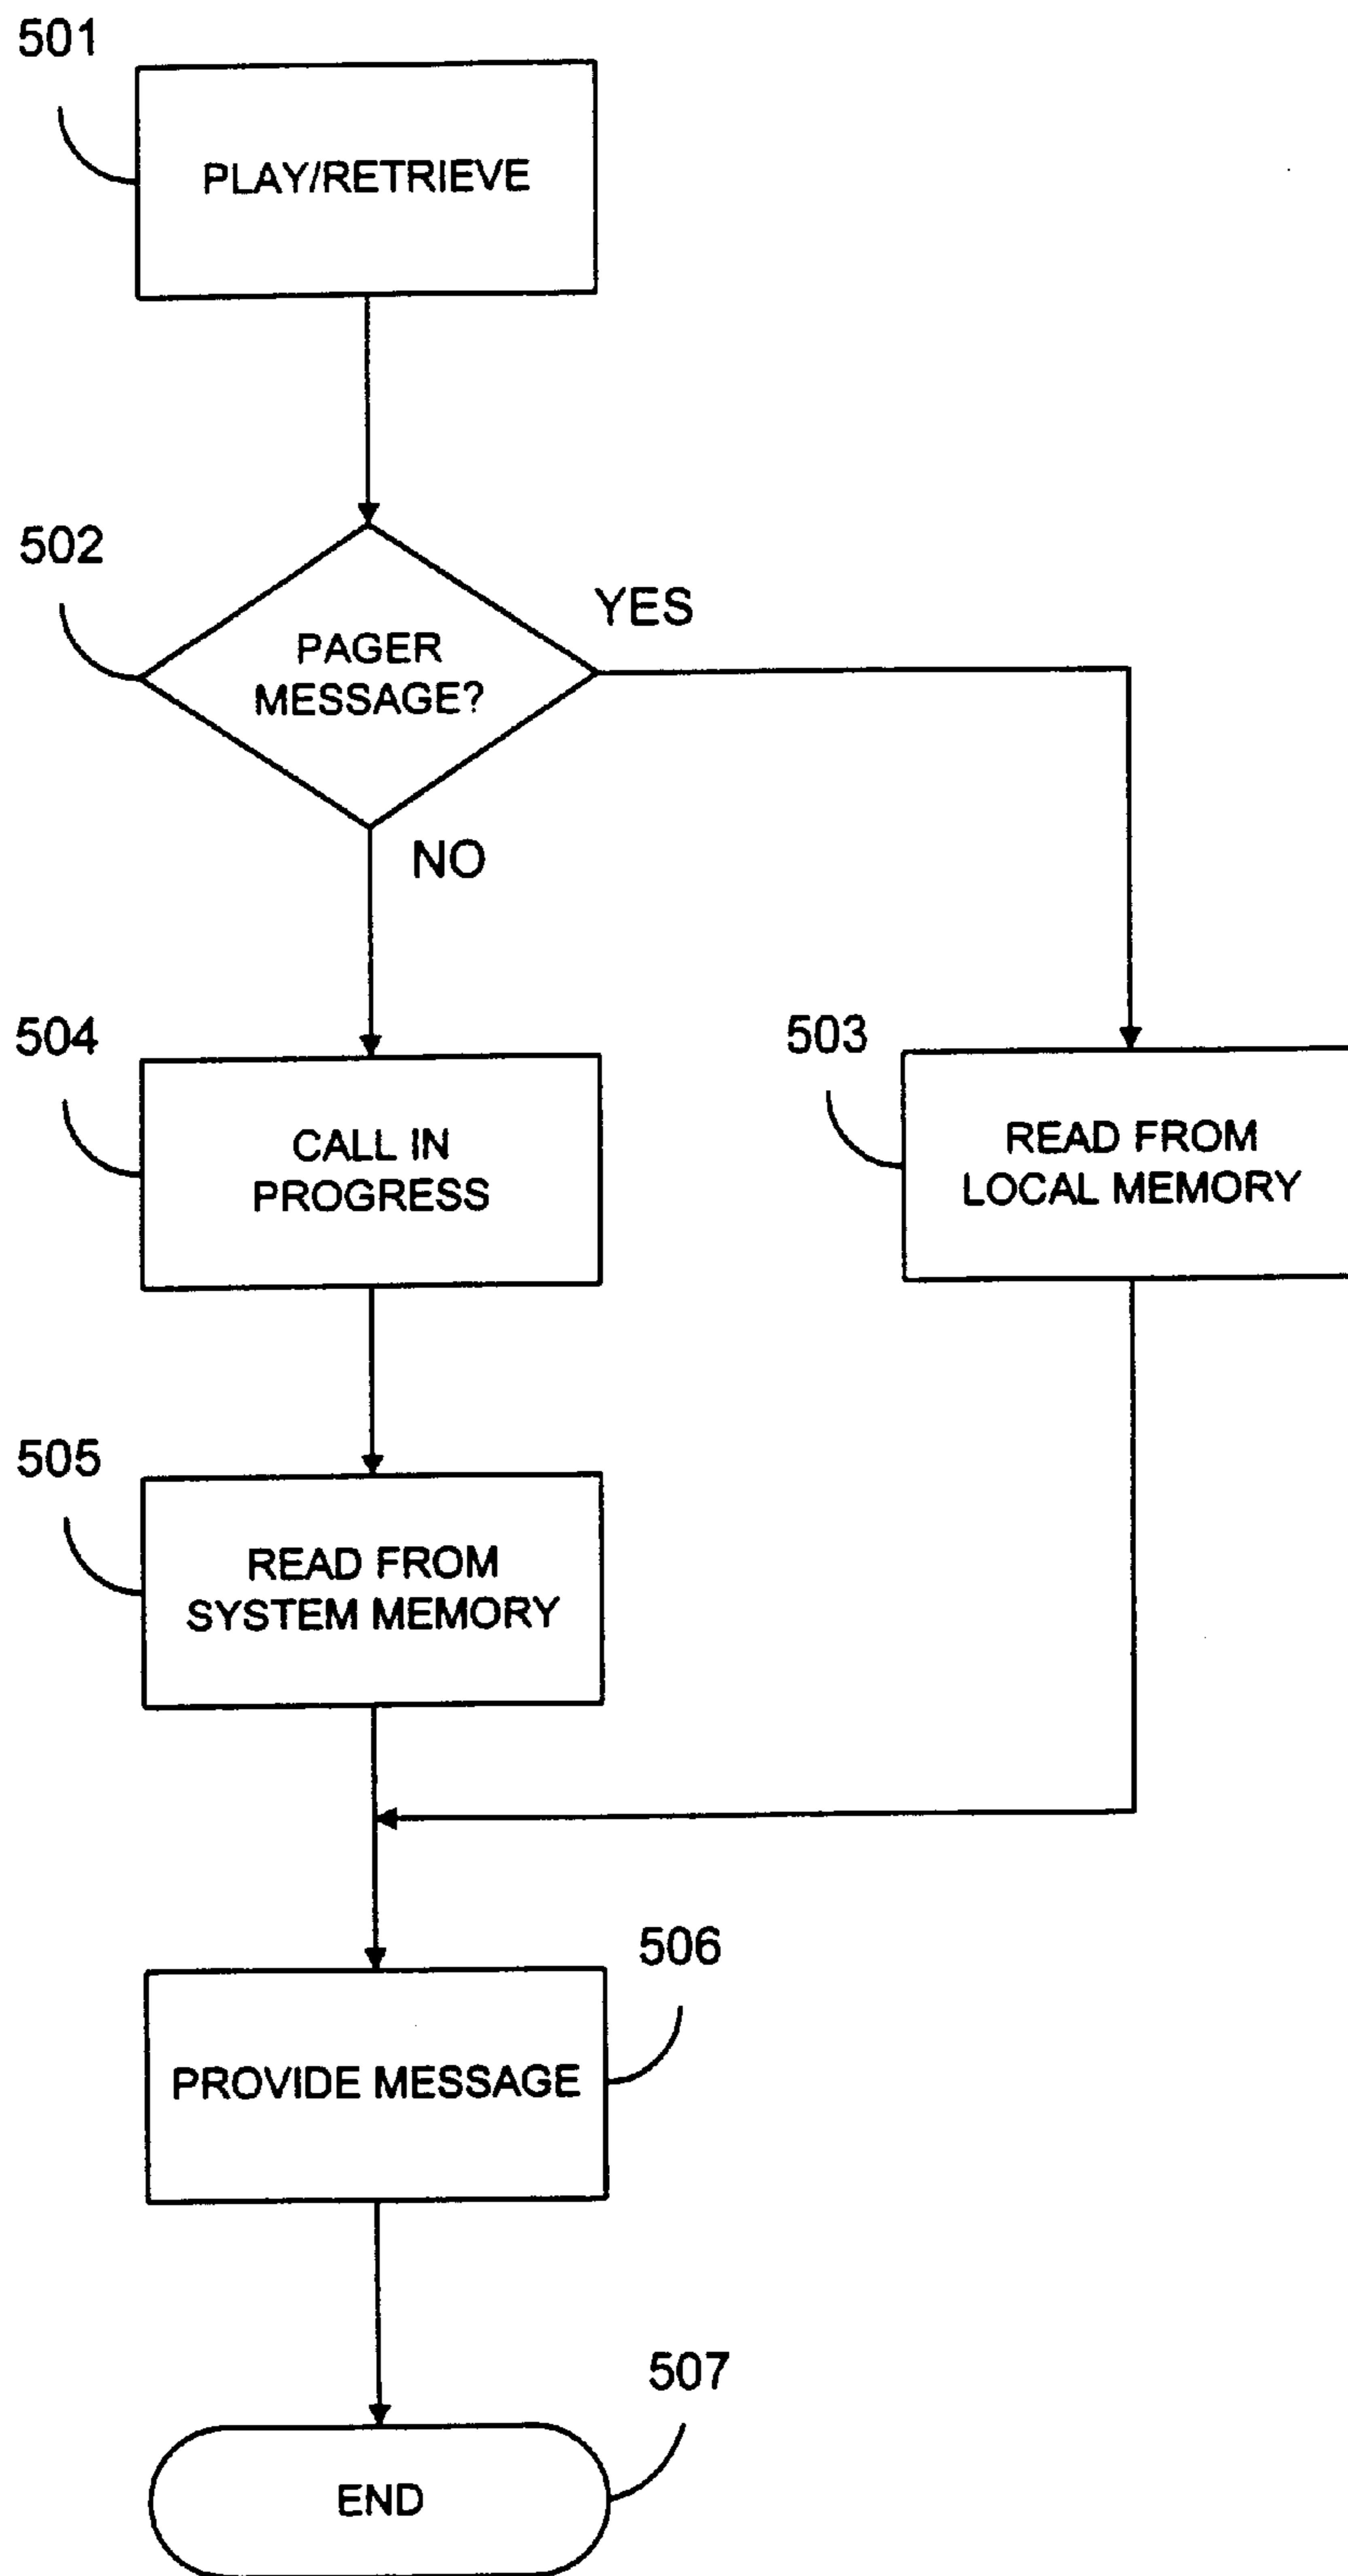 501
PLAY/RETRIEVE
502
YES
PAGER
MESSAGE?
NO
504
503
CALL IN
PROGRESS
READ FROM
LOCAL MEMORY
505
READ FROM
SYSTEM MEMORY
506
PROVIDE MESSAGE
507
END